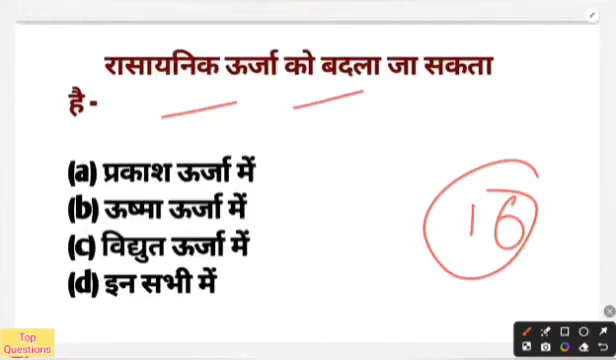 रासायनिक ऊर्जा को बदला जा सकता
है -
(a) प्रकाश ऊर्जा में
(b) ऊष्मा ऊर्जा में
(c) विद्युत ऊर्जा में
(d) इन सभी में
16
Top
Questions